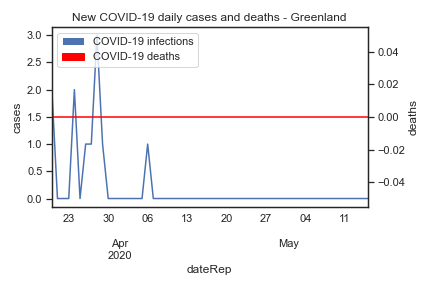 New COVID-19 daily cases and deaths - Greenland
COVID-19 infections
COVID-19 deaths
3.0
2.5
2.0
1.5
1.0
0.5
0.0
cases
0.04
0.02
0.00
−0.02
−0.04
deaths
23 30 06 13 20 27 04 11
Apr May
2020
dateRep